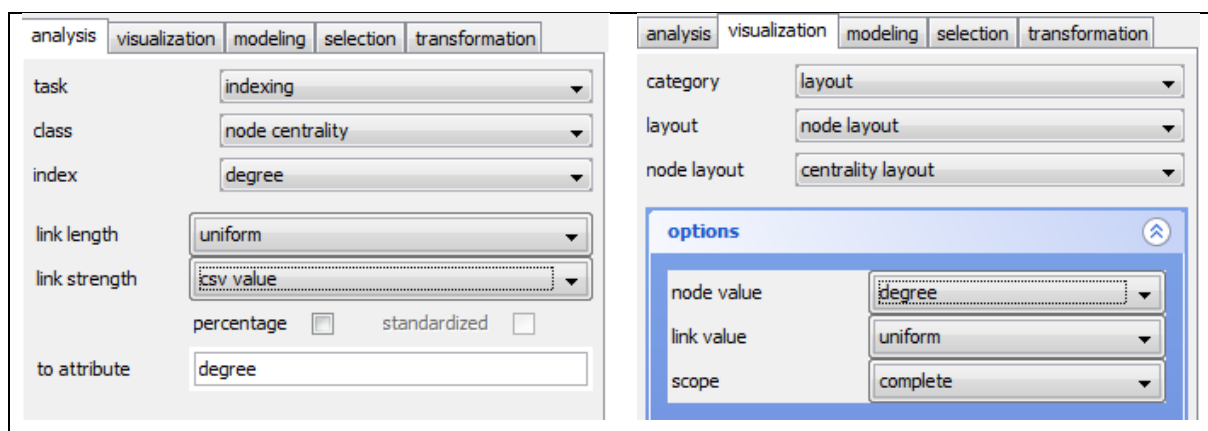 analysis visualization modeling selection transformation
task indexing
class node centrality
index degree
link length uniform
link strength csv value
percentage standardized
to attribute degree
analysis visualization modeling selection transformation
category layout
layout node layout
node layout centrality layout
options
node value degree
link value uniform
scope complete